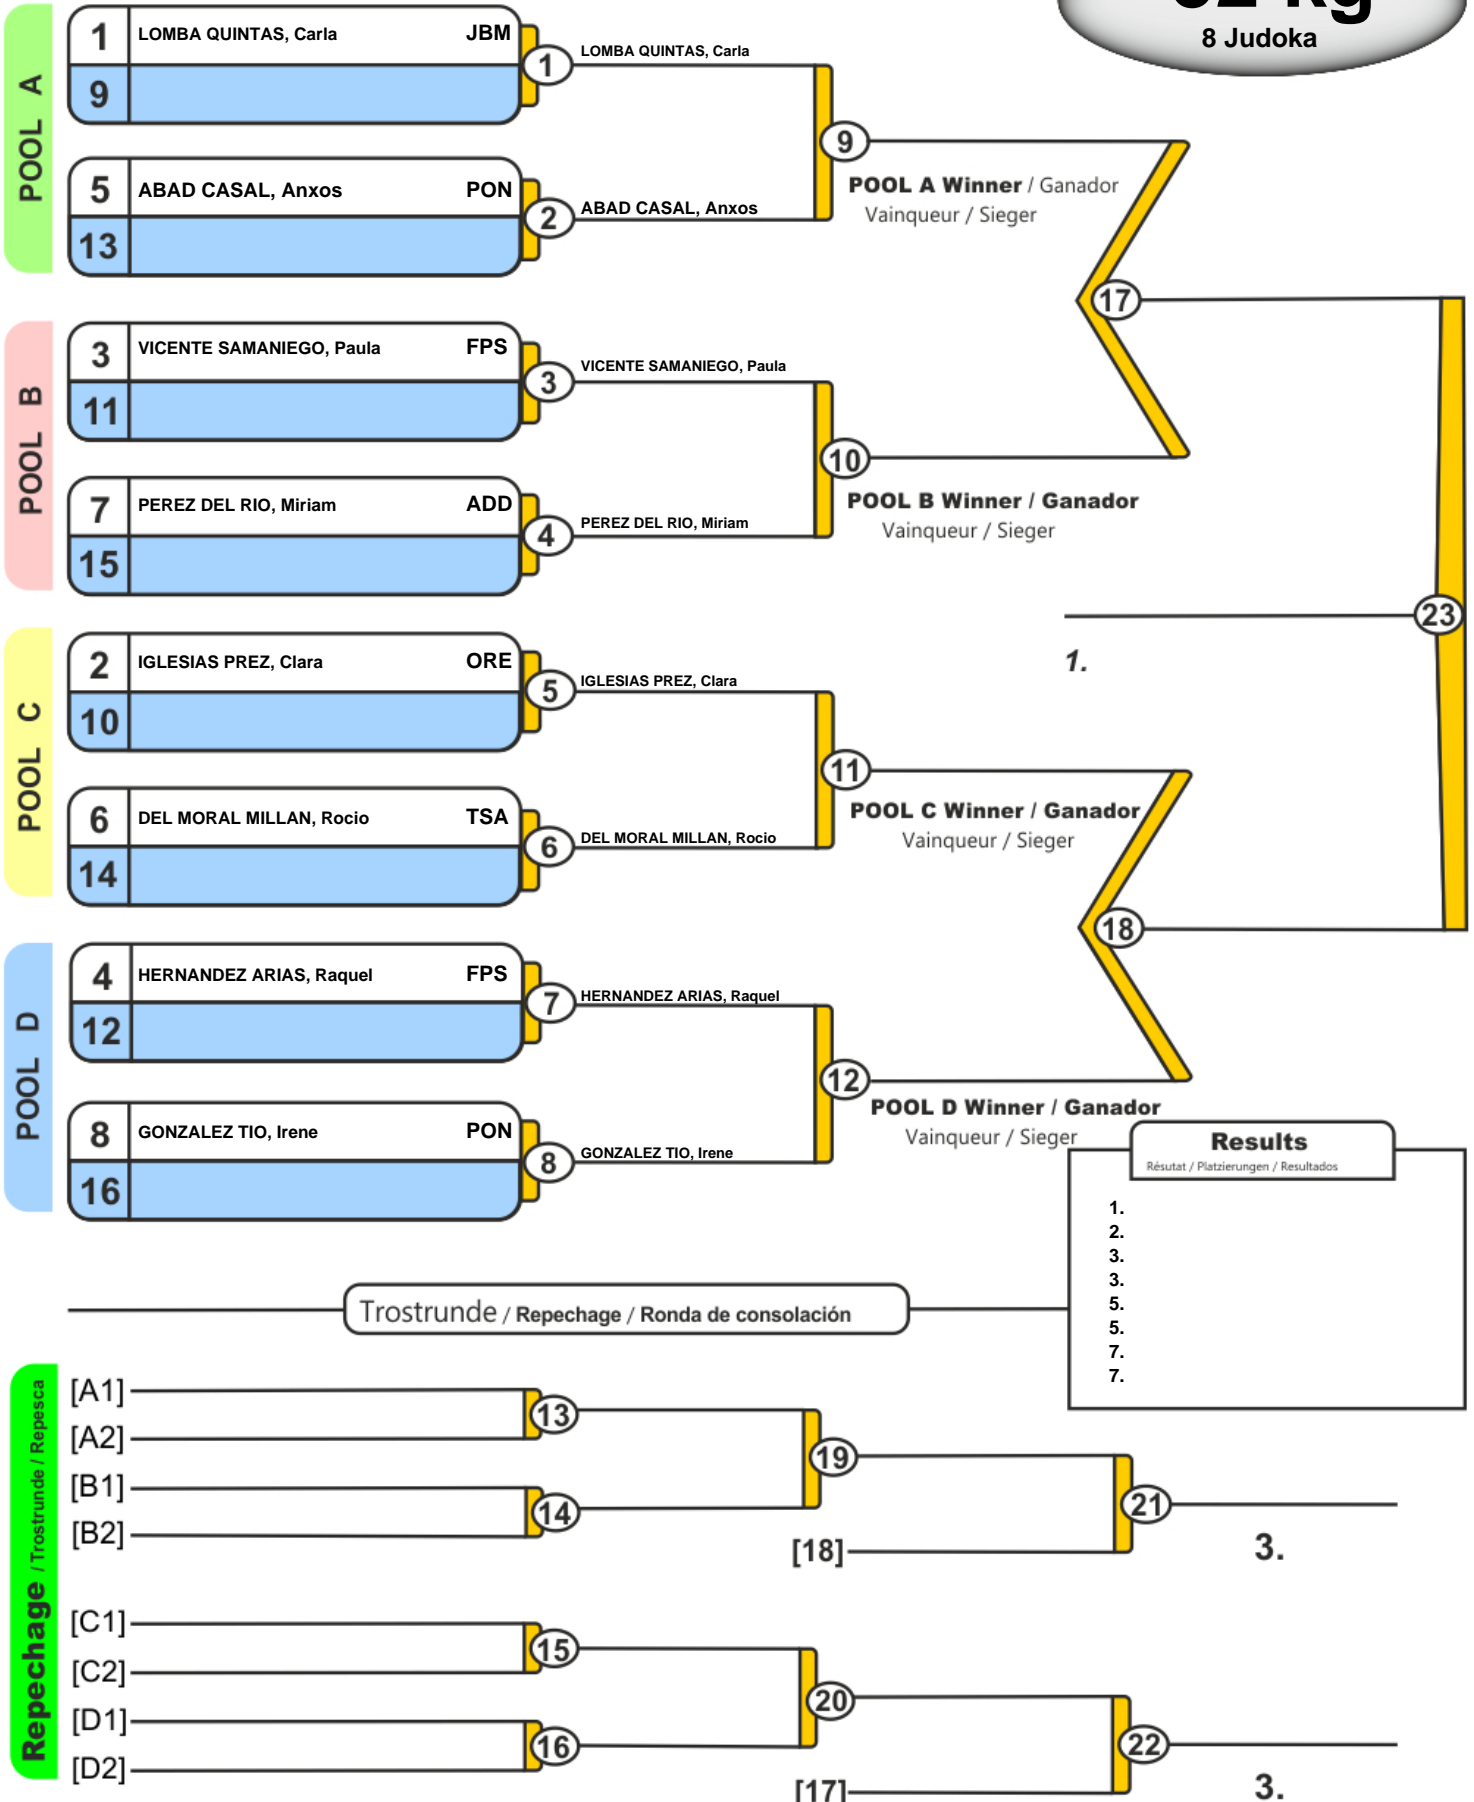 8 Judoka
POOL A
1 LOMBA QUINTAS, Carla JBM
9
1 LOMBA QUINTAS, Carla
5 ABAD CASAL, Anxos PON
13
2 ABAD CASAL, Anxos
9
POOL A Winner / Ganador
Vainqueur / Sieger
POOL B
3 VICENTE SAMANIEGO, Paula FPS
11
3 VICENTE SAMANIEGO, Paula
7 PEREZ DEL RIO, Miriam ADD
15
4 PEREZ DEL RIO, Miriam
10
POOL B Winner / Ganador
Vainqueur / Sieger
17
POOL C
2 IGLESIAS PREZ, Clara ORE
10
5 IGLESIAS PREZ, Clara
6 DEL MORAL MILLAN, Rocio TSA
14
6 DEL MORAL MILLAN, Rocio
11
POOL C Winner / Ganador
Vainqueur / Sieger
POOL D
4 HERNANDEZ ARIAS, Raquel FPS
12
7 HERNANDEZ ARIAS, Raquel
8 GONZALEZ TIO, Irene PON
16
8 GONZALEZ TIO, Irene
12
POOL D Winner / Ganador
Vainqueur / Sieger
18
23
1.
Results
Résutat / Platzierungen / Resultados
1.
2.
3.
3.
5.
5.
7.
7.
Trostrunde / Repechage / Ronda de consolación
Repechage / Trostrunde / Repesca
[A1]
[A2]
13
[B1]
[B2]
14
19
[18]
21
3.
[C1]
[C2]
15
[D1]
[D2]
16
20
[17]
22
3.